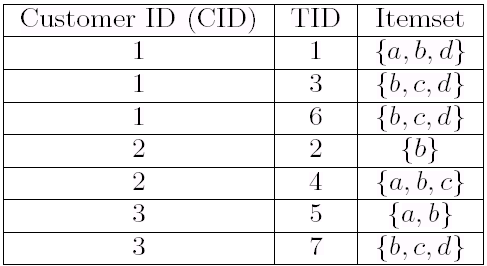 Customer ID (CID) TID Itemset
1 1 {a, b, d}
1 3 {b, c, d}
1 6 {b, c, d}
2 2 {b}
2 4 {a, b, c}
3 5 {a, b}
3 7 {b, c, d}